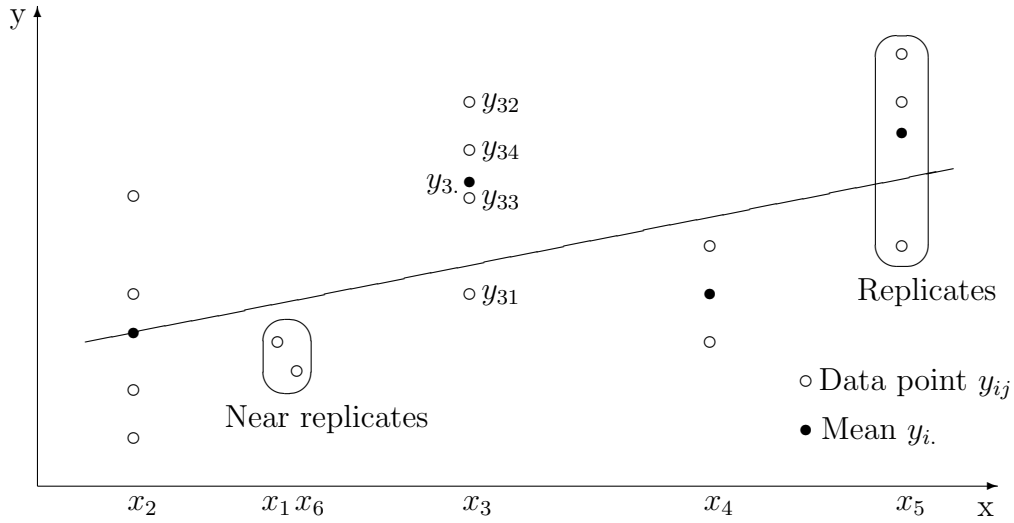 y
y₃₂
y₃₄
y₃.
y₃₃
y₃₁
Replicates
Near replicates
Data point yᵢⱼ
Mean yᵢ.
x₂ x₁ x₆ x₃ x₄ x₅ x